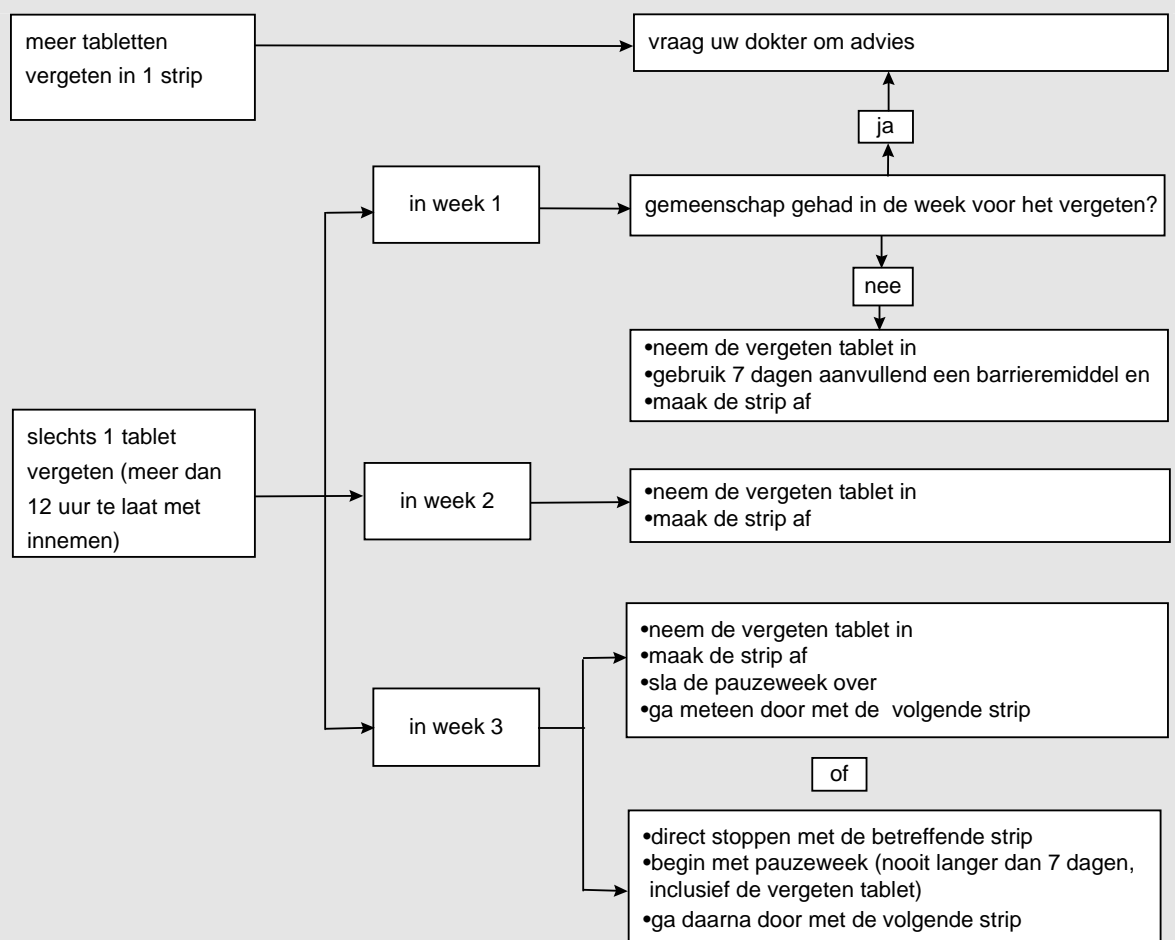 meer tabletten
vergeten in 1 strip
vraag uw dokter om advies
ja
in week 1
gemeenschap gehad in de week voor het vergeten?
nee
•neem de vergeten tablet in
•gebruik 7 dagen aanvullend een barrieremiddel en
•maak de strip af
slechts 1 tablet
vergeten (meer dan
12 uur te laat met
innemen)
in week 2
•neem de vergeten tablet in
•maak de strip af
•neem de vergeten tablet in
•maak de strip af
•sla de pauzeweek over
•ga meteen door met de volgende strip
in week 3
of
•direct stoppen met de betreffende strip
•begin met pauzeweek (nooit langer dan 7 dagen,
inclusief de vergeten tablet)
•ga daarna door met de volgende strip